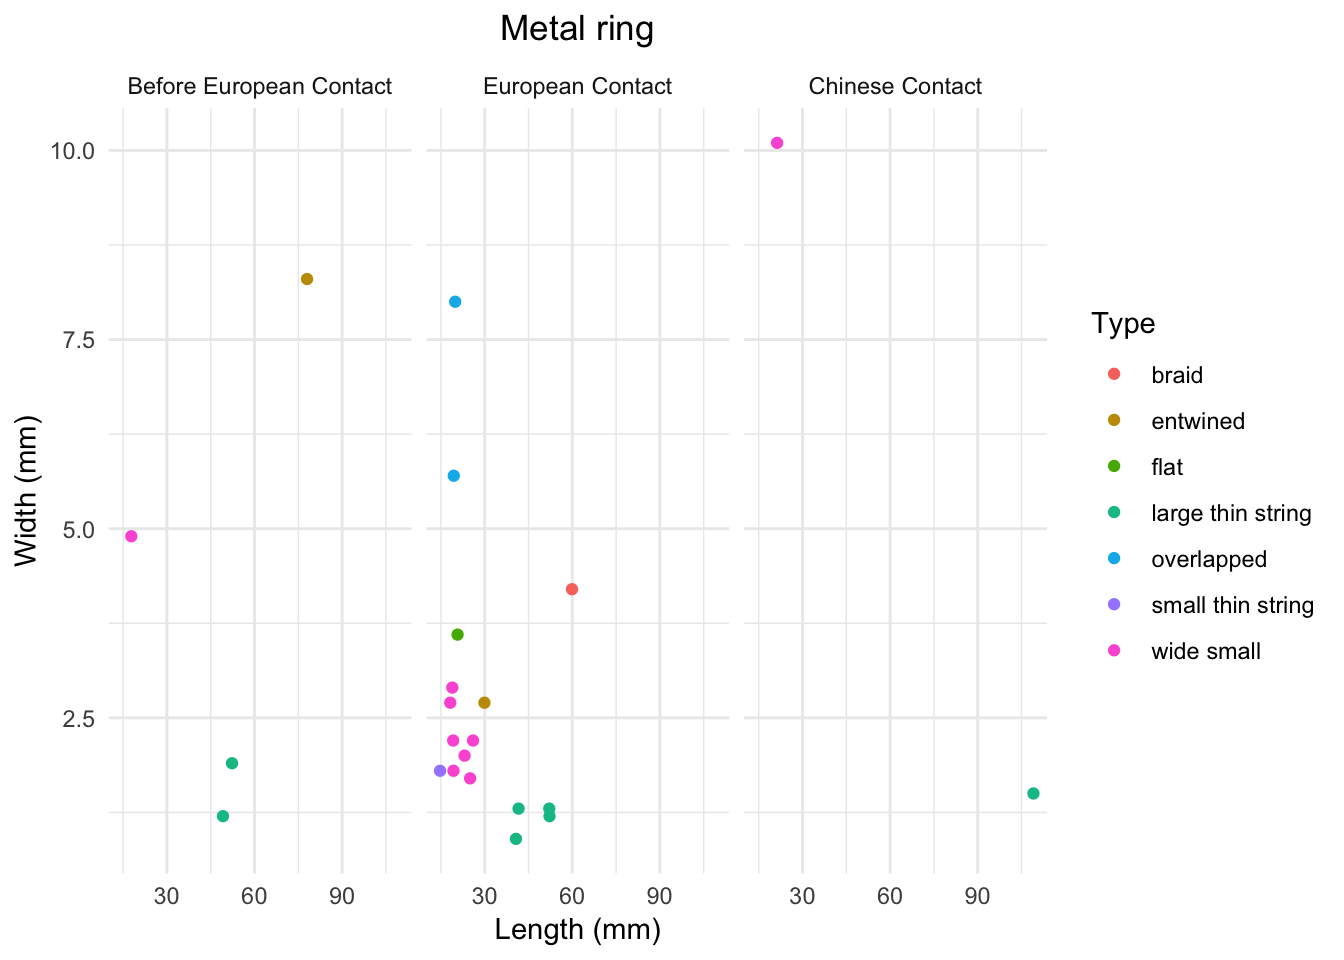 Metal ring
Before European Contact
European Contact
Chinese Contact
10.0
7.5
5.0
2.5
Width (mm)
30 60 90
30 60 90
30 60 90
Length (mm)
Type
braid
entwined
flat
large thin string
overlapped
small thin string
wide small